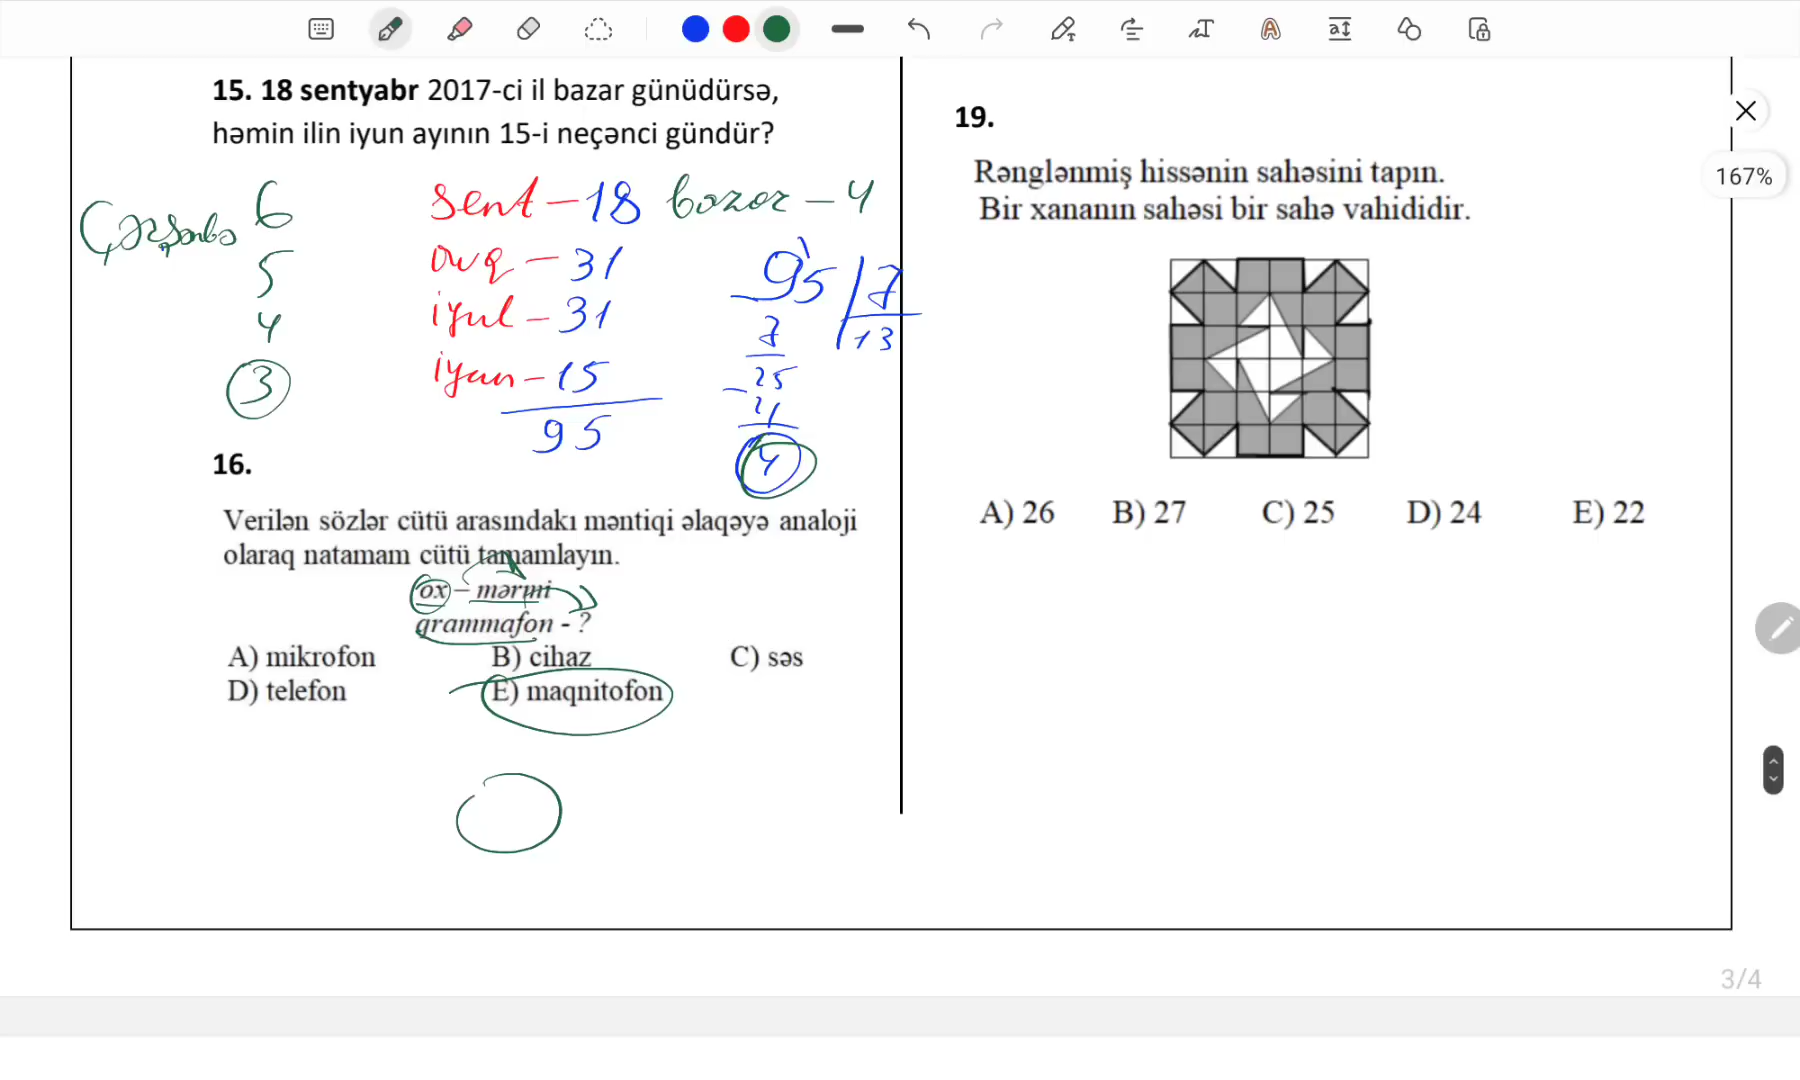 15. 18 sentyabr 2017-ci il bazar günüdürsə,
həmin ilin iyun ayının 15-i neçənci gündür?
Çərşənbə
6
5
4
3
sent – 18
avq – 31
iyul – 31
iyun – 15
95
bazar – 4
95 7
7 13
25
21
4
16.
Verilən sözlər cütü arasındakı məntiqi əlaqəyə analoji
olaraq natamam cütü tamamlayın.
ox – mərmi
qrammafon - ?
A) mikrofon B) cihaz C) səs
D) telefon E) maqnitofon
19.
Rənglənmiş hissənin sahəsini tapın.
Bir xananın sahəsi bir sahə vahididir.
A) 26 B) 27 C) 25 D) 24 E) 22
167%
3/4